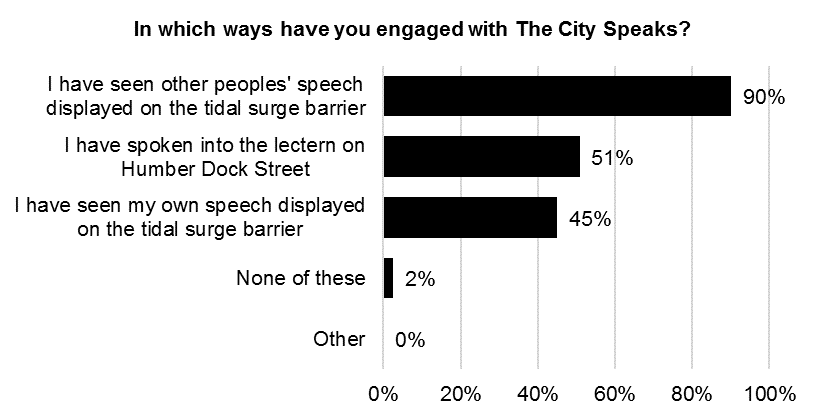 In which ways have you engaged with The City Speaks?
I have seen other peoples' speech
displayed on the tidal surge barrier
90%
I have spoken into the lectern on
Humber Dock Street
51%
I have seen my own speech displayed
on the tidal surge barrier
45%
None of these
2%
Other
0%
0% 20% 40% 60% 80% 100%